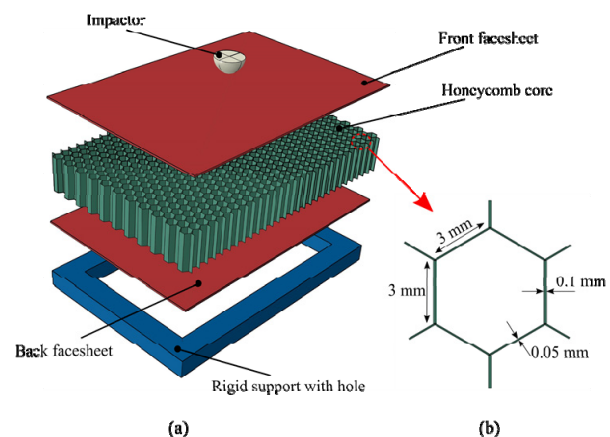 Impactor
Front facesheet
Honeycomb core
3 mm
3 mm
0.1 mm
0.05 mm
Back facesheet
Rigid support with hole
(a)
(b)